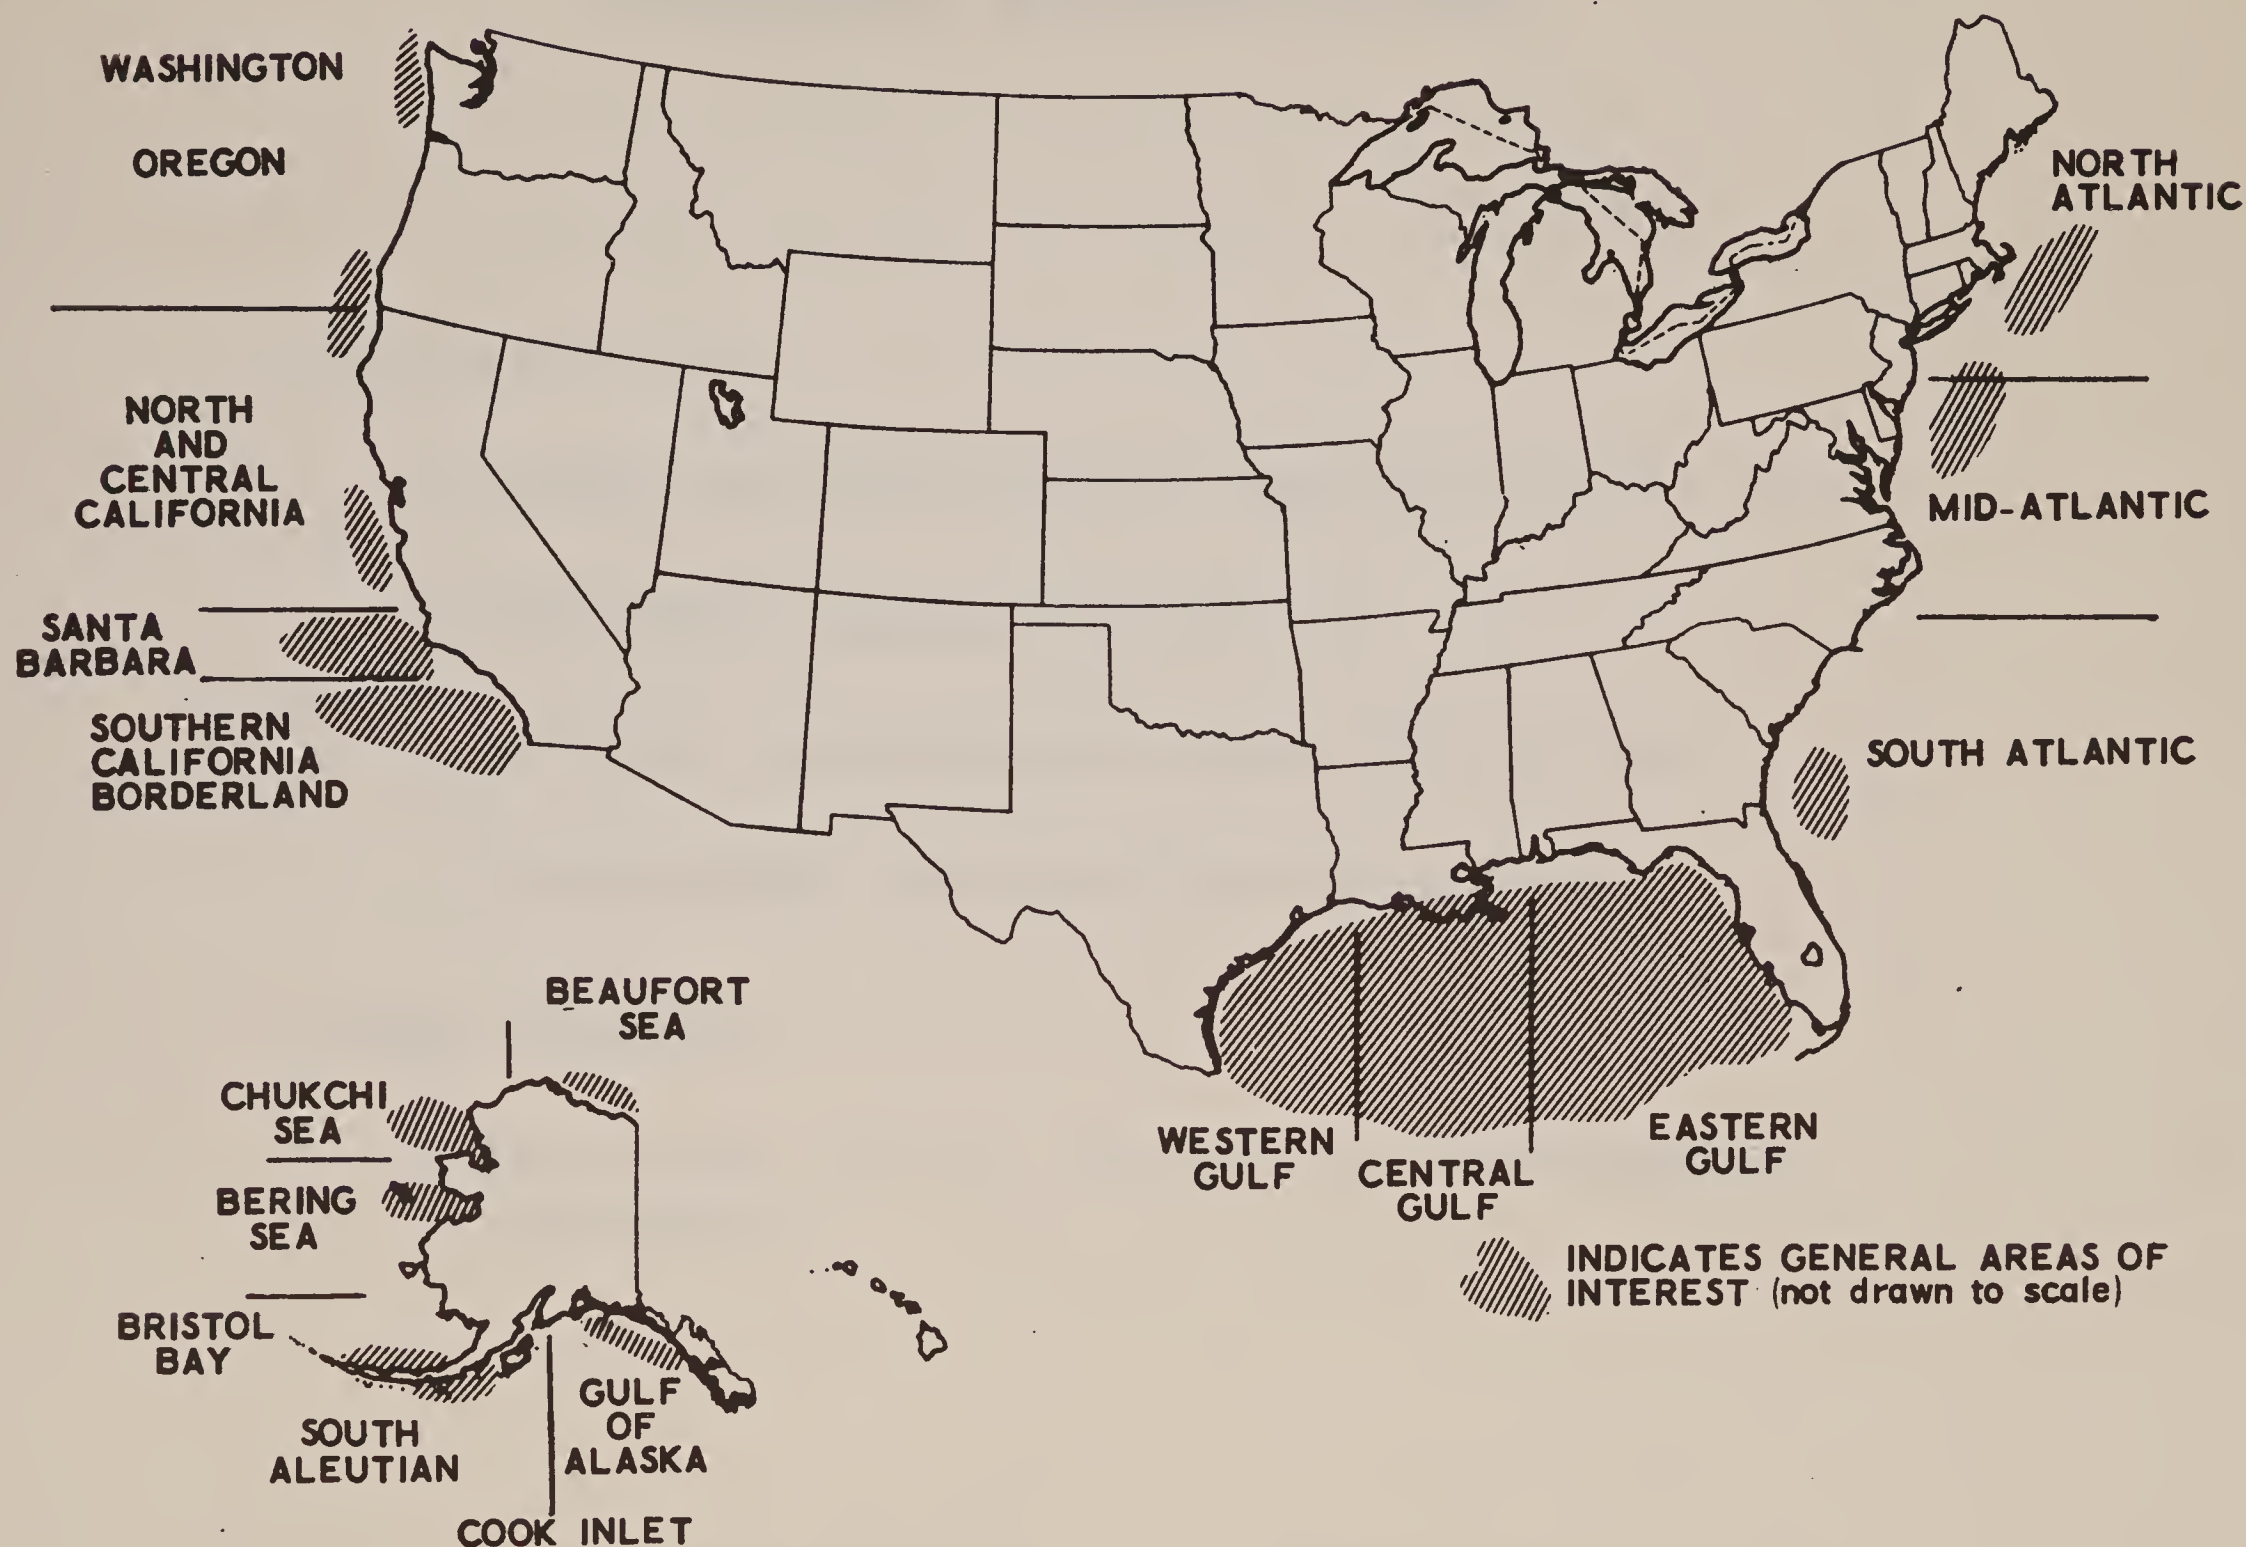 WASHINGTON
OREGON
NORTH
AND
CENTRAL
CALIFORNIA
SANTA
BARBARA
SOUTHERN
CALIFORNIA
BORDERLAND
NORTH
ATLANTIC
MID-ATLANTIC
SOUTH ATLANTIC
BEAUFORT
SEA
CHUKCHI
SEA
BERING
SEA
BRISTOL
BAY
SOUTH
ALEUTIAN
GULF
OF
ALASKA
COOK INLET
WESTERN
GULF
CENTRAL
GULF
EASTERN
GULF
INDICATES GENERAL AREAS OF
INTEREST (not drawn to scale)